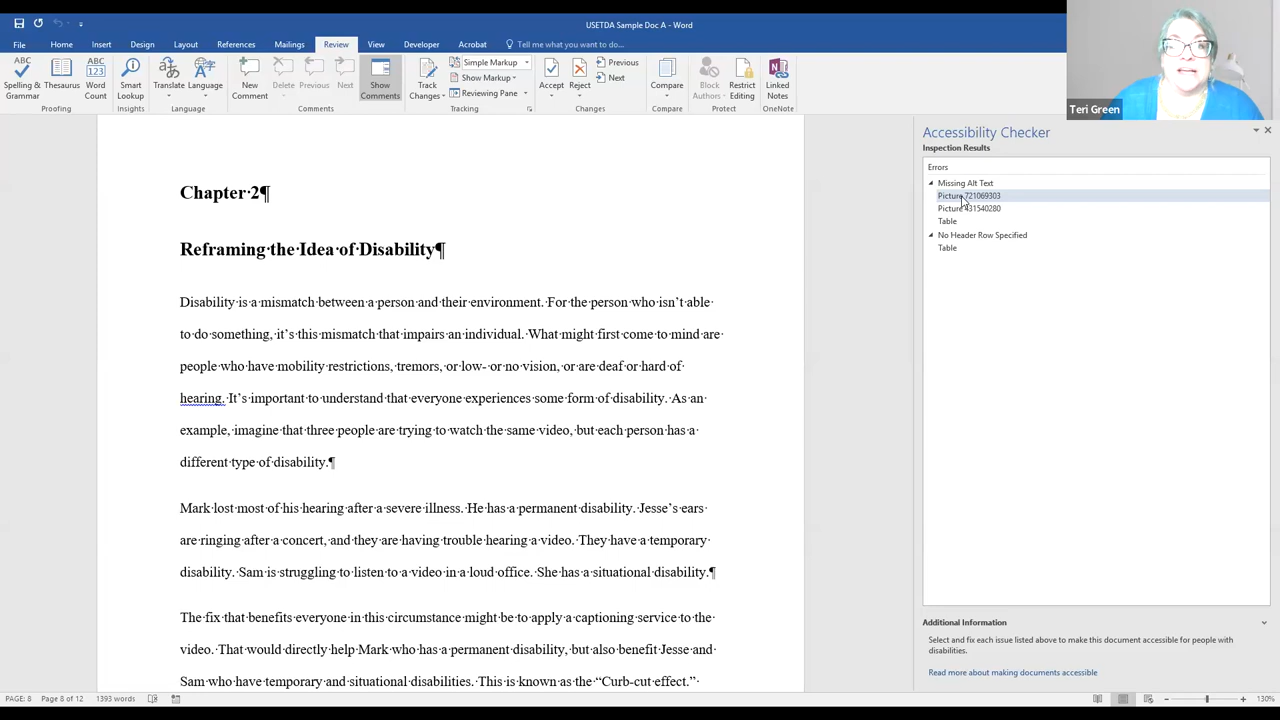 USETDA Sample Doc A - Word
File Home Insert Design Layout References Mailings Review View Developer Acrobat Tell me what you want to do...
Spelling & Grammar
Thesaurus
Word Count
Proofing
Smart Lookup
Insights
Translate
Language
Language
New Comment
Delete
Previous
Next
Show Comments
Comments
Track Changes
Simple Markup
Show Markup
Reviewing Pane
Tracking
Accept
Reject
Previous
Next
Changes
Compare
Compare
Block Authors
Restrict Editing
Protect
Linked Notes
OneNote
Teri Green
Chapter·2¶
Reframing·the·Idea·of·Disability¶
Disability·is·a·mismatch·between·a·person·and·their·environment.·For·the·person·who·isn't·able·
to·do·something,·it's·this·mismatch·that·impairs·an·individual.·What·might·first·come·to·mind·are·
people·who·have·mobility·restrictions,·tremors,·or·low-·or·no·vision,·or·are·deaf·or·hard·of·
hearing.·It's·important·to·understand·that·everyone·experiences·some·form·of·disability.·As·an·
example,·imagine·that·three·people·are·trying·to·watch·the·same·video,·but·each·person·has·a·
different·type·of·disability.¶
Mark·lost·most·of·his·hearing·after·a·severe·illness.·He·has·a·permanent·disability.·Jesse's·ears·
are·ringing·after·a·concert,·and·they·are·having·trouble·hearing·a·video.·They·have·a·temporary·
disability.·Sam·is·struggling·to·listen·to·a·video·in·a·loud·office.·She·has·a·situational·disability.¶
The·fix·that·benefits·everyone·in·this·circumstance·might·be·to·apply·a·captioning·service·to·the·
video.·That·would·directly·help·Mark·who·has·a·permanent·disability,·but·also·benefit·Jesse·and·
Sam·who·have·temporary·and·situational·disabilities.·This·is·known·as·the·“Curb-cut·effect.”·
Accessibility Checker
Inspection Results
Errors
Missing Alt Text
Picture 721069303
Picture 431540280
Table
No Header Row Specified
Table
Additional Information
Select and fix each issue listed above to make this document accessible for people with
disabilities.
Read more about making documents accessible
PAGE: 8 Page 8 of 12 1393 words
130%